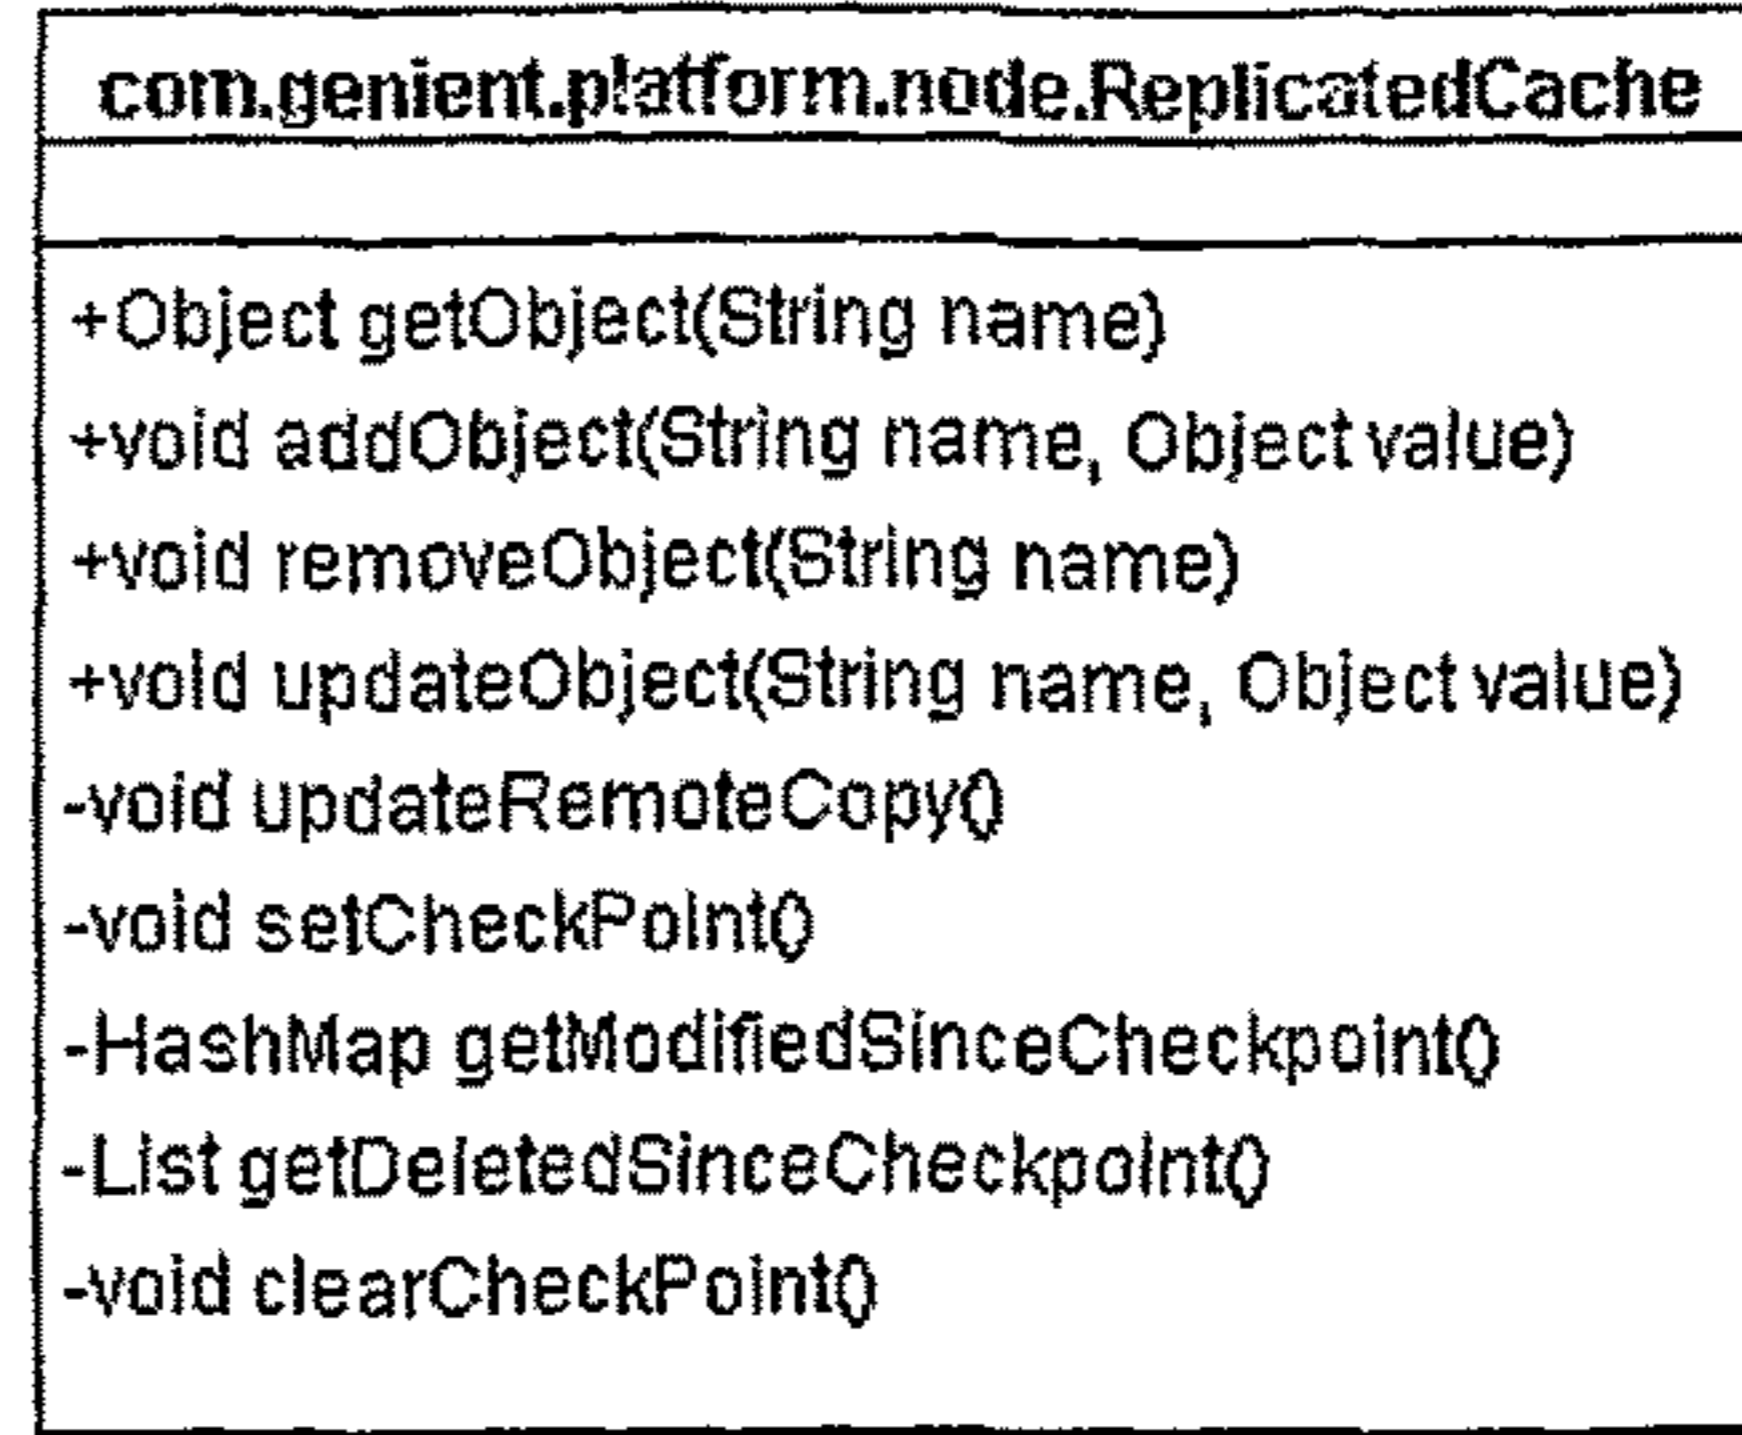 com.genient.platform.node.ReplicatedCache
+Object getObject(String name)
+void addObject(String name, Object value)
+void removeObject(String name)
+void updateObject(String name, Object value)
-void updateRemoteCopy()
-void setCheckPoint()
-HashMap getModifiedSinceCheckpoint()
-List getDeletedSinceCheckpoint()
-void clearCheckPoint()